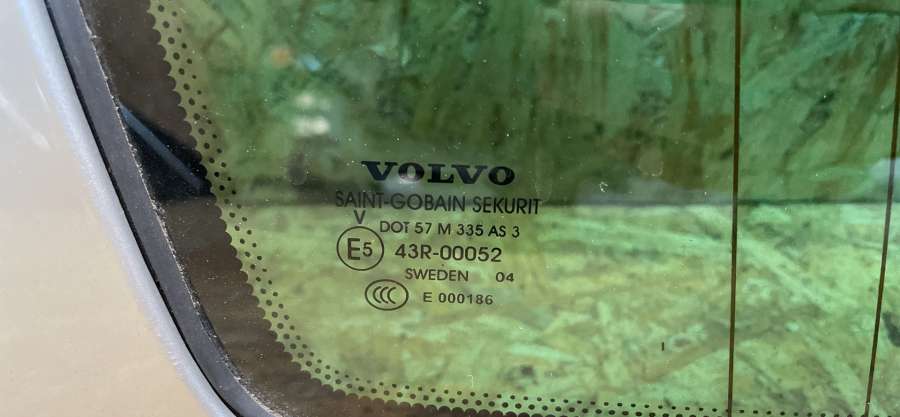 VOLVO
SAINT-GOBAIN SEKURIT
V
DOT 57 M 335 AS 3
E5 43R-00052
SWEDEN 04
CCC E 000186